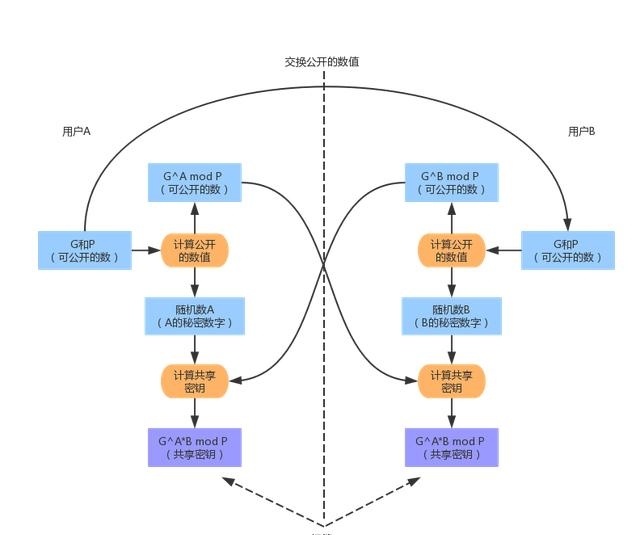 交换公开的数值
用户A
用户B
G^A mod P
（可公开的数）
G^B mod P
（可公开的数）
G和P
（可公开的数）
计算公开
的数值
计算公开
的数值
G和P
（可公开的数）
随机数A
（A的秘密数字）
随机数B
（B的秘密数字）
计算共享
密钥
计算共享
密钥
G^A*B mod P
（共享密钥）
G^A*B mod P
（共享密钥）